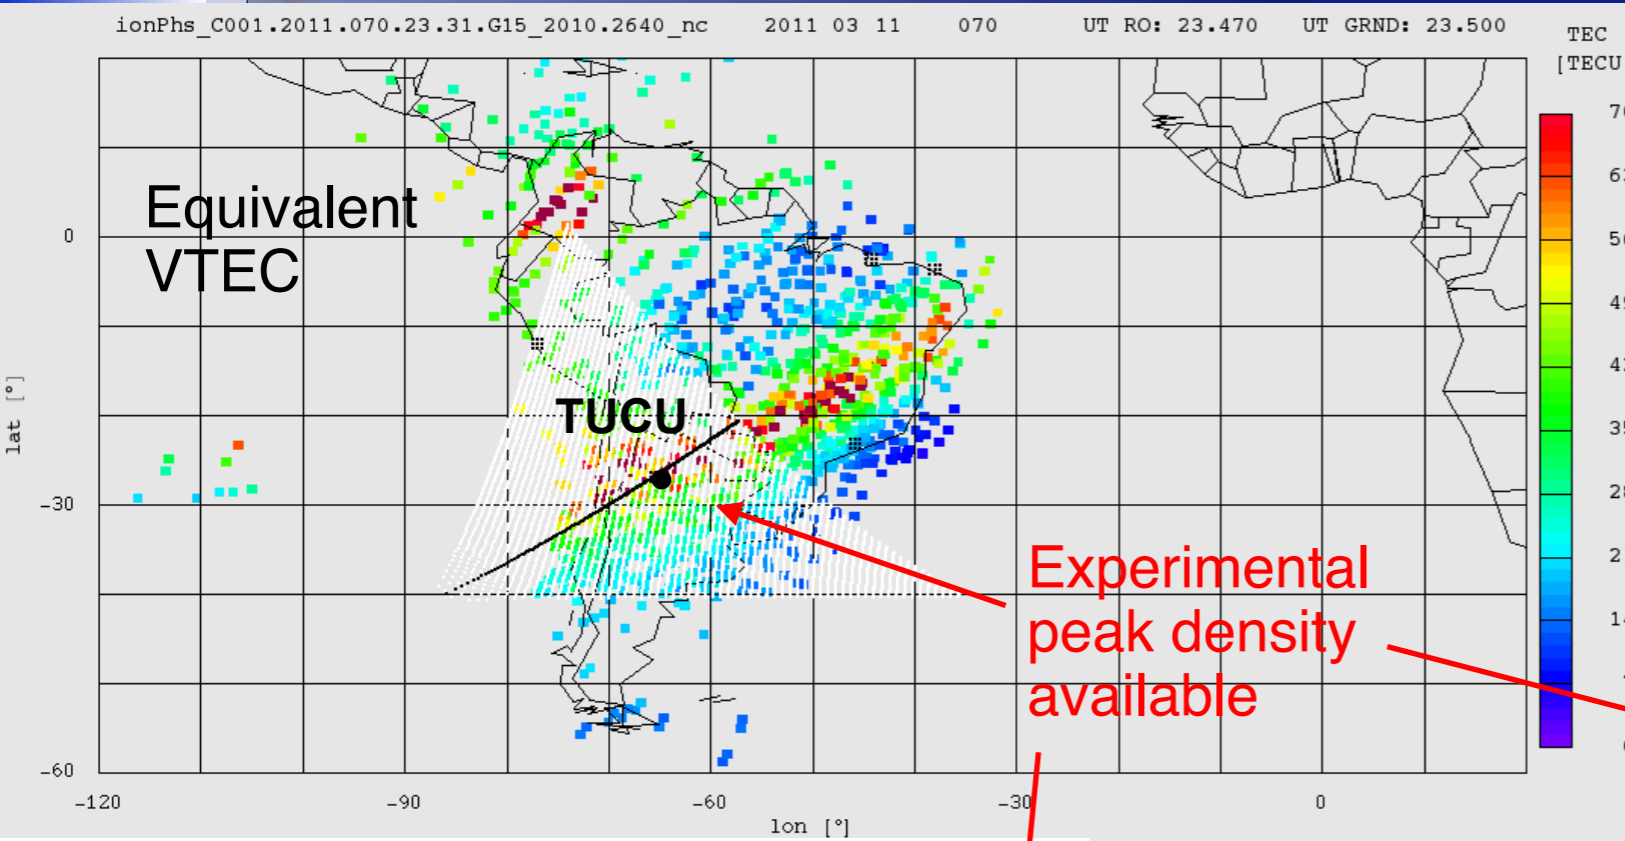 ionPhs_C001.2011.070.23.31.G15_2010.2640_nc 2011 03 11 070 UT RO: 23.470 UT GRND: 23.500
TEC
[TECU
Equivalent
VTEC
TUCU
Experimental
peak density
available
0
-30
-60
lat [°]
-120 -90 -60 -30 0
lon [°]